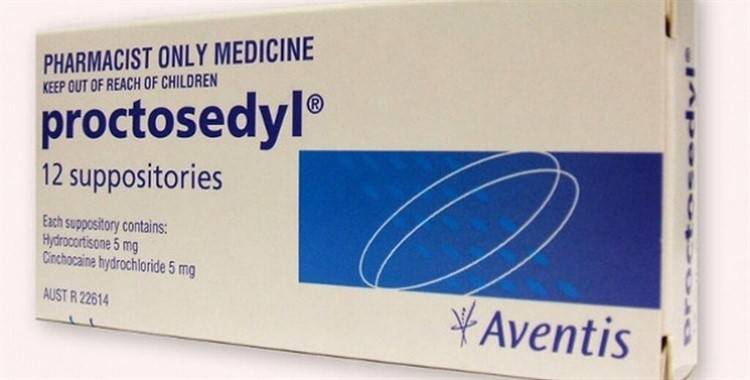 PHARMACIST ONLY MEDICINE
KEEP OUT OF REACH OF CHILDREN
proctosedyl®
12 suppositories
Each suppository contains:
Hydrocortisone 5 mg
Cinchocaine hydrochloride 5 mg
AUST R 22614
Aventis
proctosedyl®